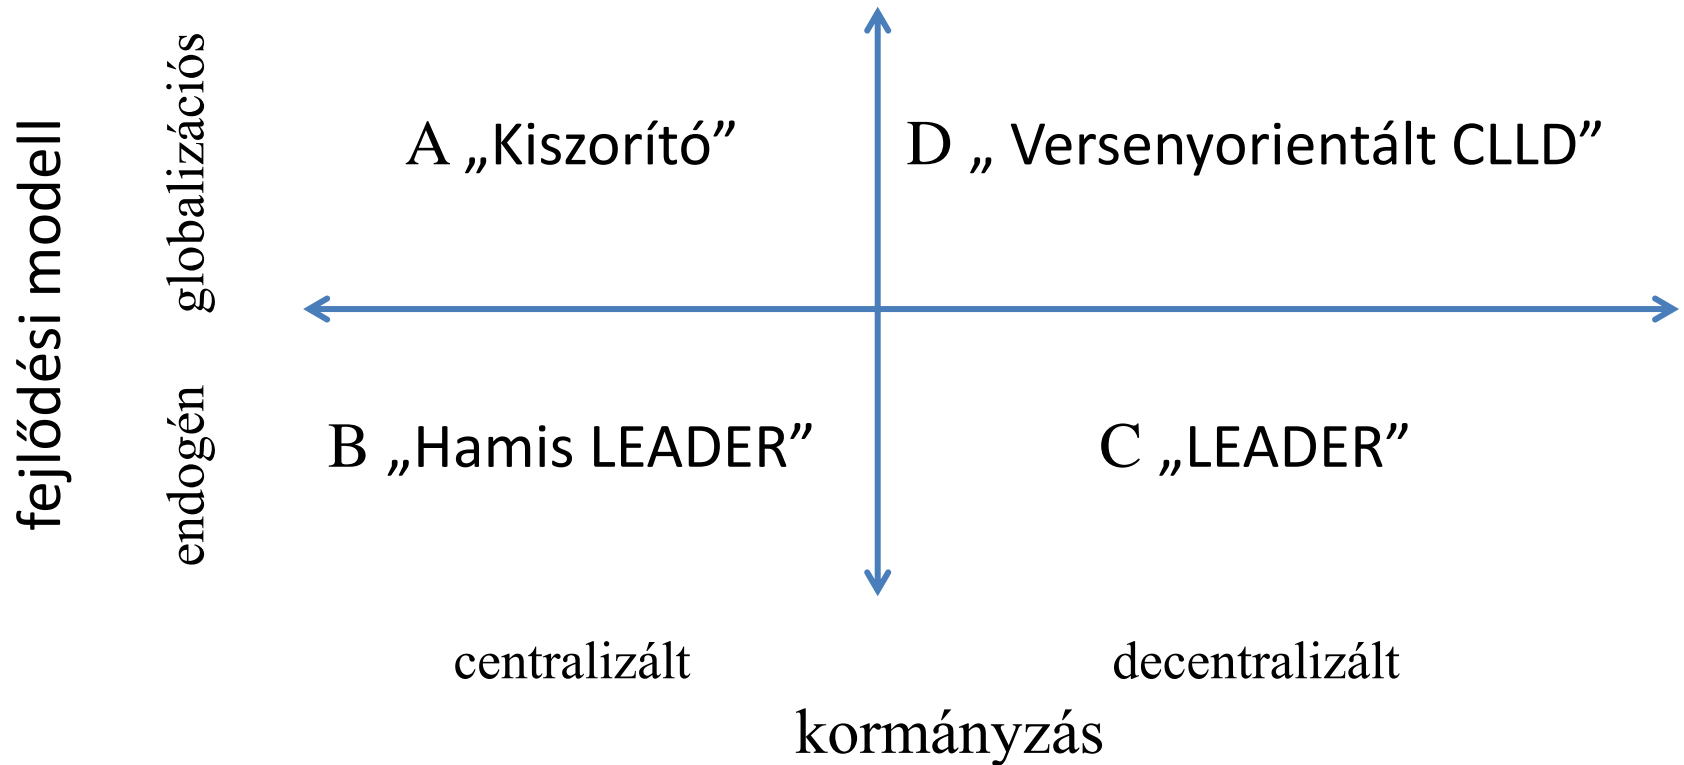 fejlődési modell
globalizációs
endogén
A „Kiszorító”
D „ Versenyorientált CLLD”
B „Hamis LEADER”
C „LEADER”
centralizált
decentralizált
kormányzás